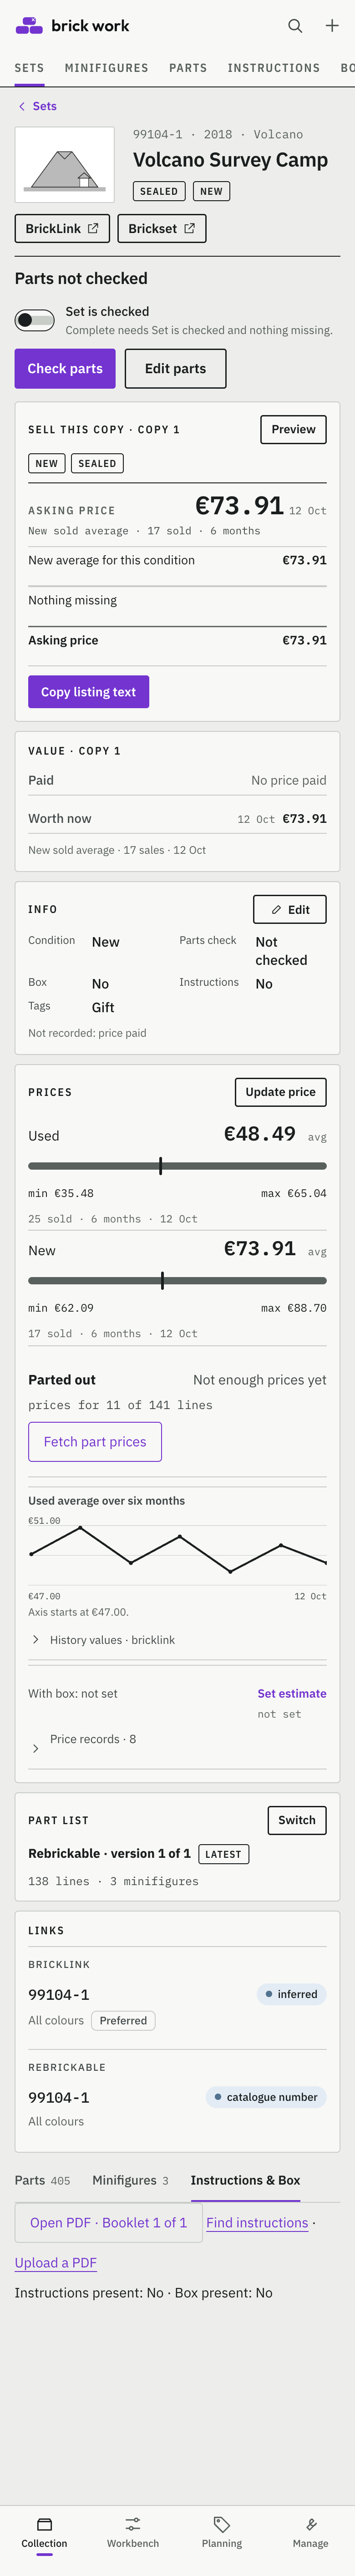 brick work
SETS MINIFIGURES PARTS INSTRUCTIONS BO
Sets
99104-1 · 2018 · Volcano
Volcano Survey Camp
SEALED NEW
BrickLink Brickset
Parts not checked
Set is checked
Complete needs Set is checked and nothing missing.
Check parts Edit parts
SELL THIS COPY · COPY 1 Preview
NEW SEALED
ASKING PRICE €73.91 12 Oct
New sold average · 17 sold · 6 months
New average for this condition €73.91
Nothing missing
Asking price €73.91
Copy listing text
VALUE · COPY 1
Paid No price paid
Worth now 12 Oct €73.91
New sold average · 17 sales · 12 Oct
INFO Edit
Condition New Parts check Not
checked
Box No Instructions No
Tags Gift
Not recorded: price paid
PRICES Update price
Used €48.49 avg
min €35.48 max €65.04
25 sold · 6 months · 12 Oct
New €73.91 avg
min €62.09 max €88.70
17 sold · 6 months · 12 Oct
Parted out Not enough prices yet
prices for 11 of 141 lines
Fetch part prices
Used average over six months
€51.00
€47.00 12 Oct
Axis starts at €47.00.
History values · bricklink
With box: not set Set estimate
not set
Price records · 8
PART LIST Switch
Rebrickable · version 1 of 1 LATEST
138 lines · 3 minifigures
LINKS
BRICKLINK
99104-1 inferred
All colours Preferred
REBRICKABLE
99104-1 catalogue number
All colours
Parts 405 Minifigures 3 Instructions & Box
Open PDF · Booklet 1 of 1 Find instructions ·
Upload a PDF
Instructions present: No · Box present: No
Collection Workbench Planning Manage